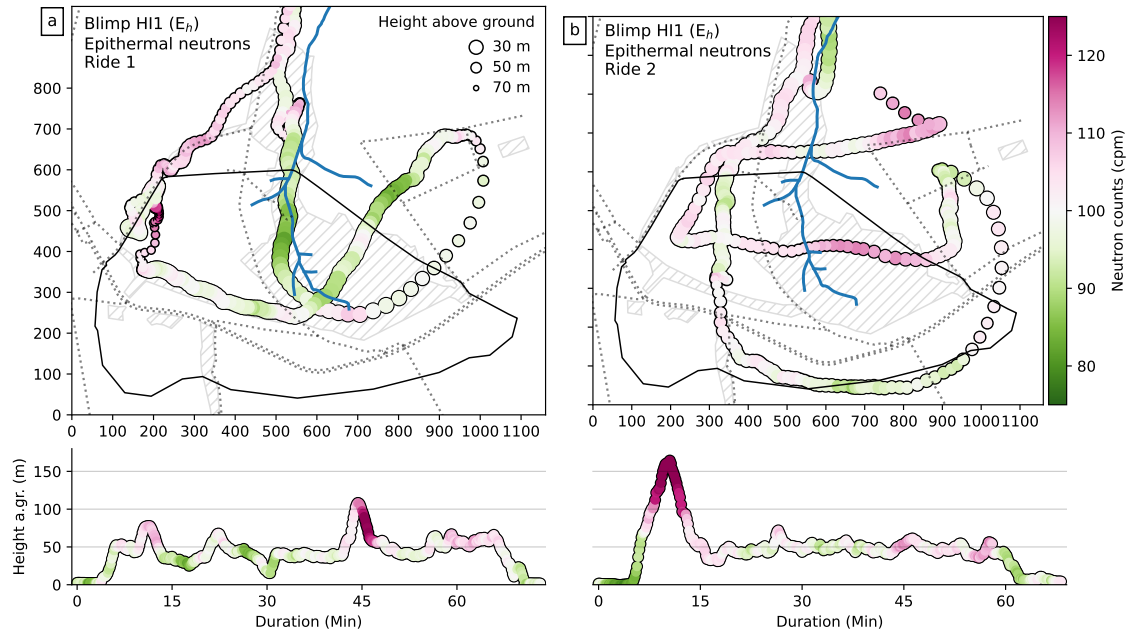 a
Blimp HI1 (Eh)
Epithermal neutrons
Ride 1
Height above ground
30 m
50 m
70 m
800
700
600
500
400
300
200
100
0
0 100 200 300 400 500 600 700 800 900 1000 1100
b
Blimp HI1 (Eh)
Epithermal neutrons
Ride 2
0 100 200 300 400 500 600 700 800 900 1000 1100
120
110
100
90
80
Neutron counts (cpm)
150
100
50
0
Height a.gr. (m)
0 15 30 45 60
Duration (Min)
0 15 30 45 60
Duration (Min)